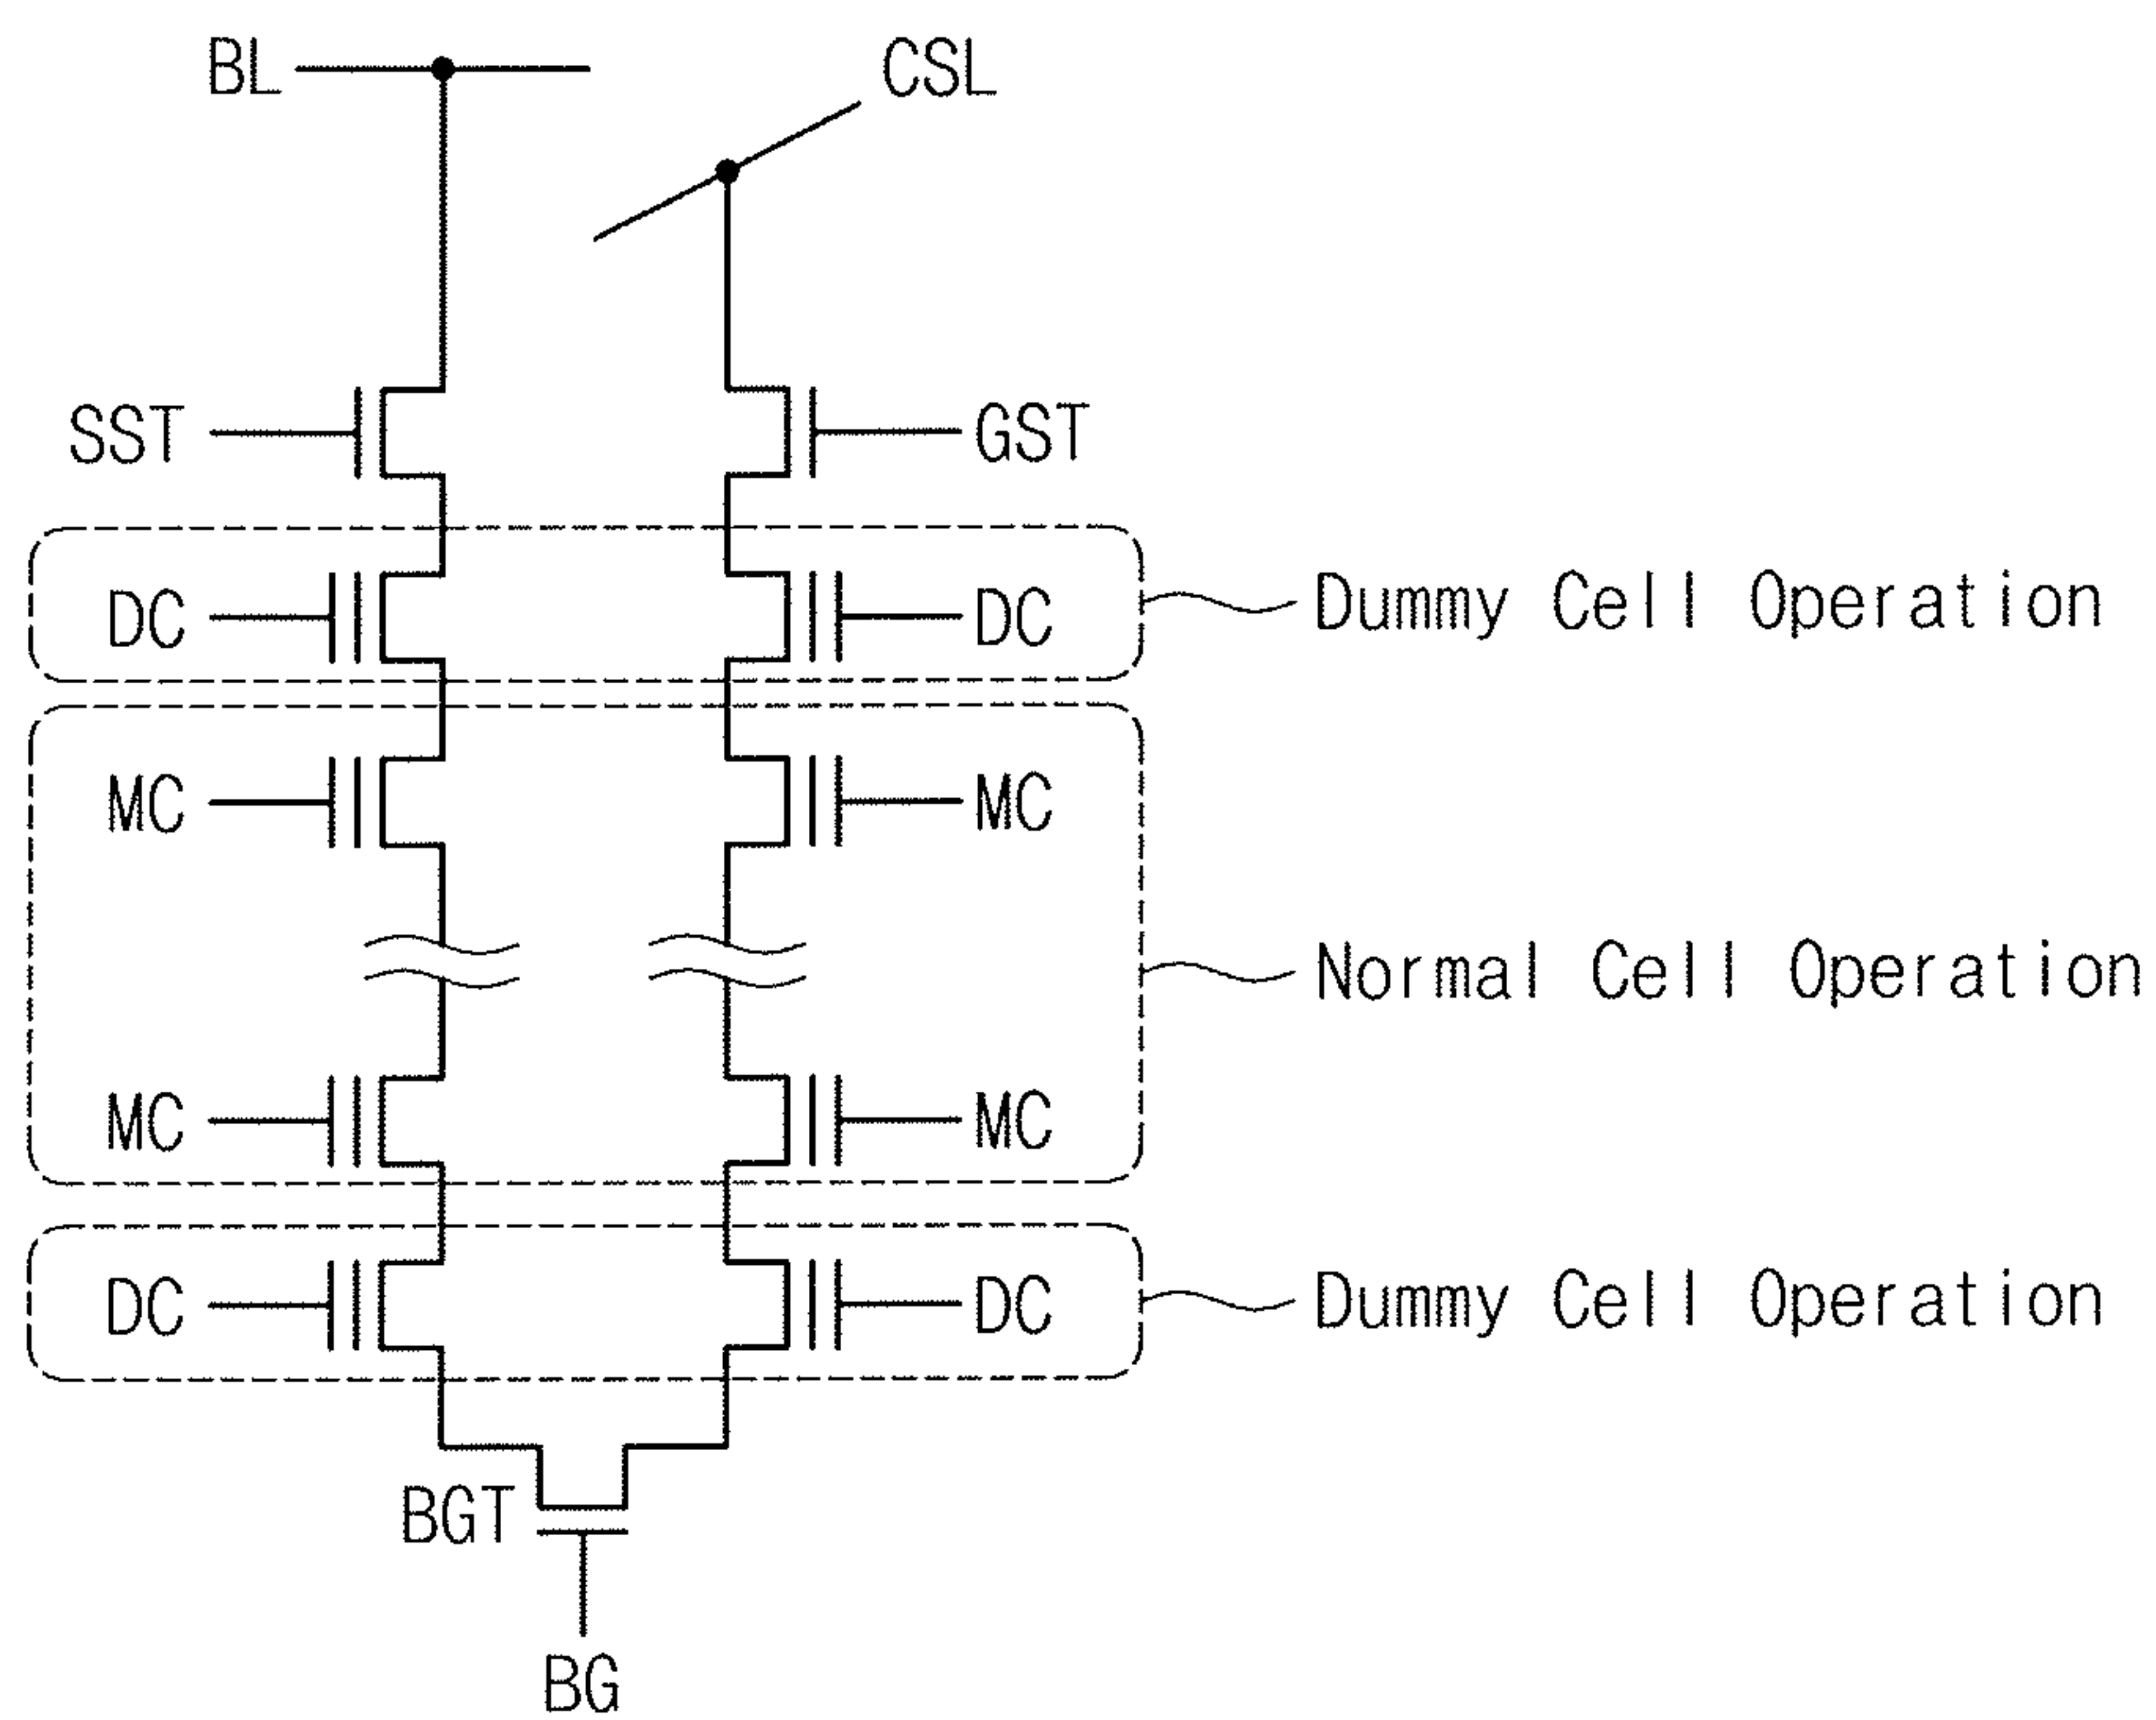 BL
CSL
SST
GST
DC
DC
Dummy Cell Operation
MC
MC
Normal Cell Operation
MC
MC
DC
DC
Dummy Cell Operation
BGT
BG